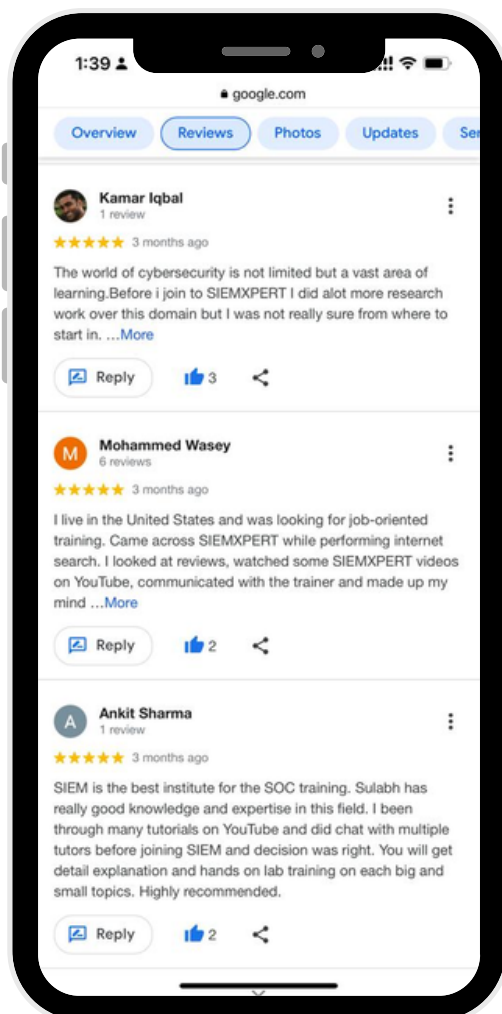 1:39
google.com
Overview
Reviews
Photos
Updates
Ser
Kamar Iqbal
1 review
3 months ago
The world of cybersecurity is not limited but a vast area of
learning.Before i join to SIEMXPERT I did alot more research
work over this domain but I was not really sure from where to
start in. …More
Reply
3
M
Mohammed Wasey
6 reviews
3 months ago
I live in the United States and was looking for job-oriented
training. Came across SIEMXPERT while performing internet
search. I looked at reviews, watched some SIEMXPERT videos
on YouTube, communicated with the trainer and made up my
mind …More
Reply
2
A
Ankit Sharma
1 review
3 months ago
SIEM is the best institute for the SOC training. Sulabh has
really good knowledge and expertise in this field. I been
through many tutorials on YouTube and did chat with multiple
tutors before joining SIEM and decision was right. You will get
detail explanation and hands on lab training on each big and
small topics. Highly recommended.
Reply
2